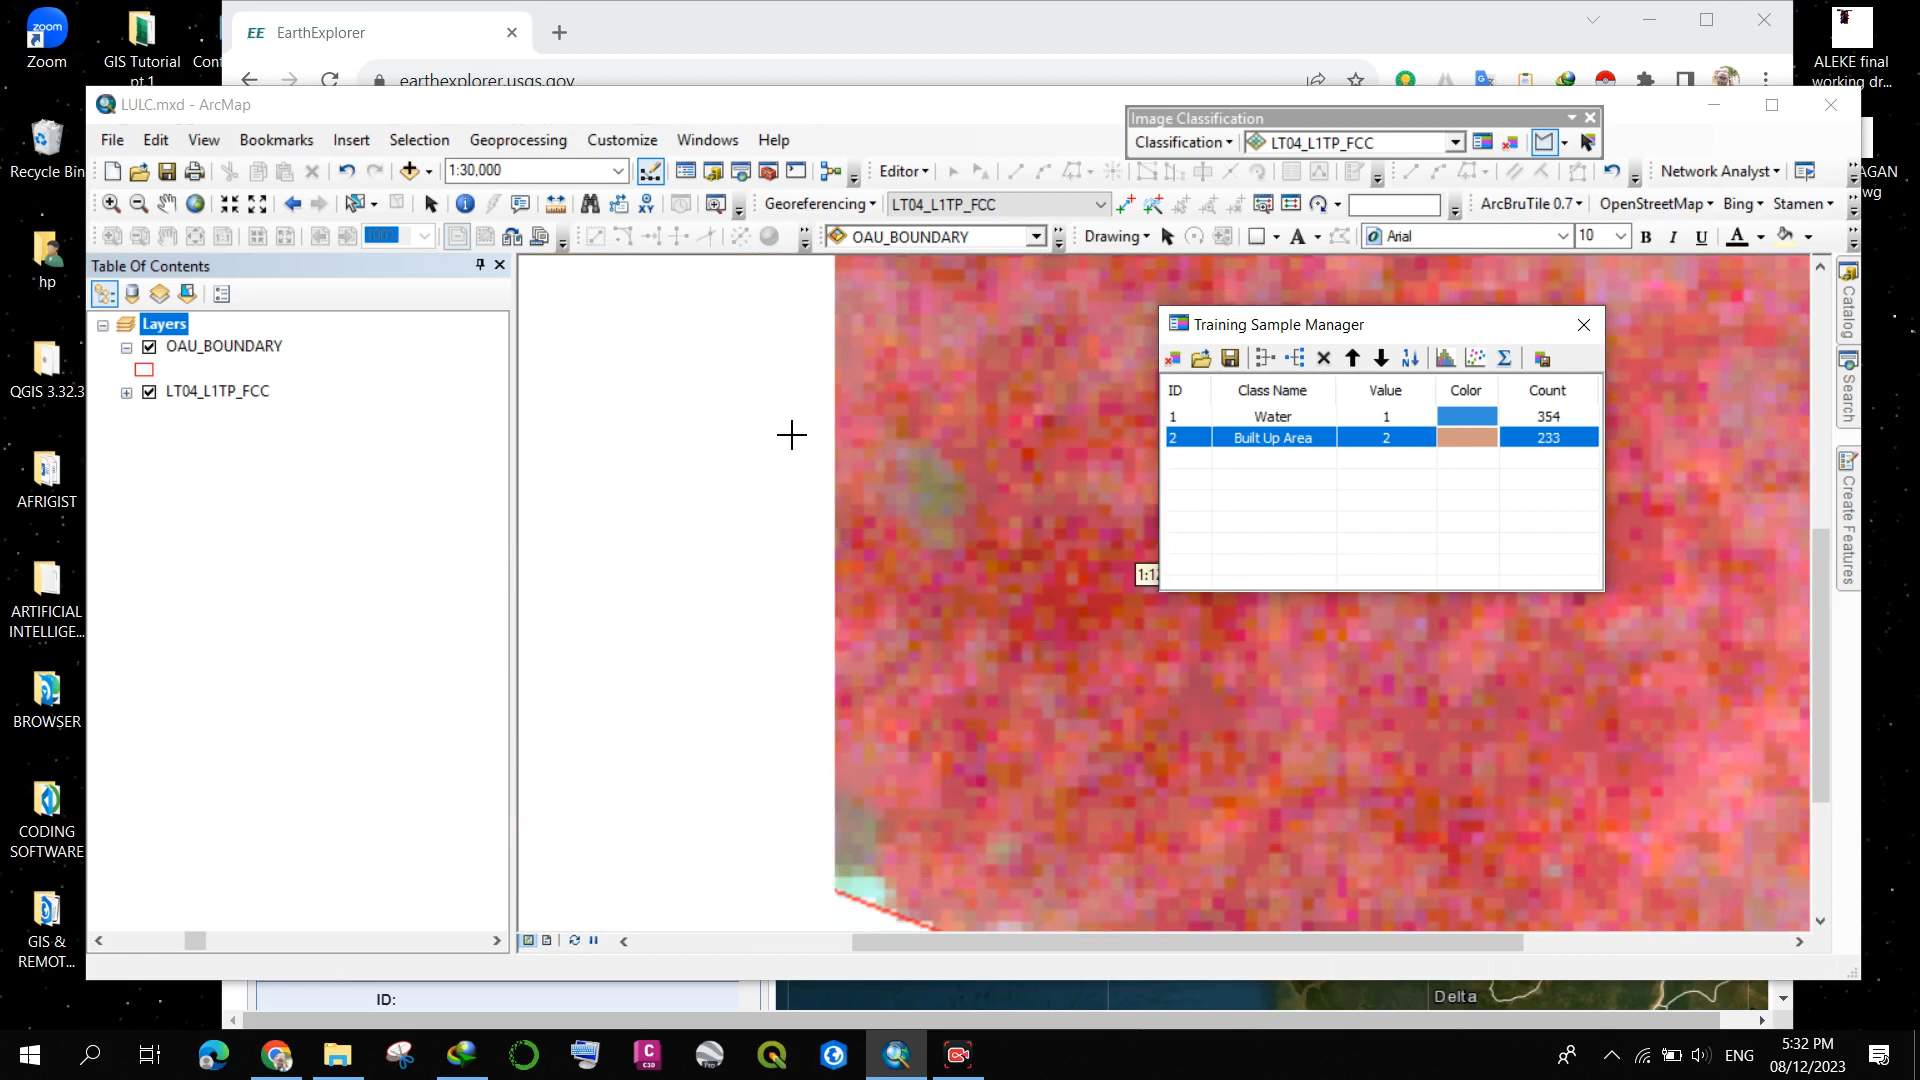 EarthExplorer
earthexplorer.usgs.gov
Zoom
GIS Tutorial
pt.1
Recycle Bin
hp
QGIS 3.32.3
AFRIGIST
ARTIFICIAL
INTELLIGE...
BROWSER
CODING
SOFTWARE
GIS &
REMOT...
ALEKE final
working dr...
LULC.mxd - ArcMap
Image Classification
Classification
LT04_L1TP_FCC
File Edit View Bookmarks Insert Selection Geoprocessing Customize Windows Help
1:30,000
Editor
Network Analyst
Georeferencing
LT04_L1TP_FCC
ArcBruTile 0.7
OpenStreetMap
Bing
Stamen
100%
OAU_BOUNDARY
Drawing
Arial
10
B I U A
Table Of Contents
Layers
OAU_BOUNDARY
LT04_L1TP_FCC
Training Sample Manager
ID Class Name Value Color Count
1 Water 1 354
2 Built Up Area 2 233
Catalog
Search
Create Features
ID:
Delta
ENG
5:32 PM
08/12/2023